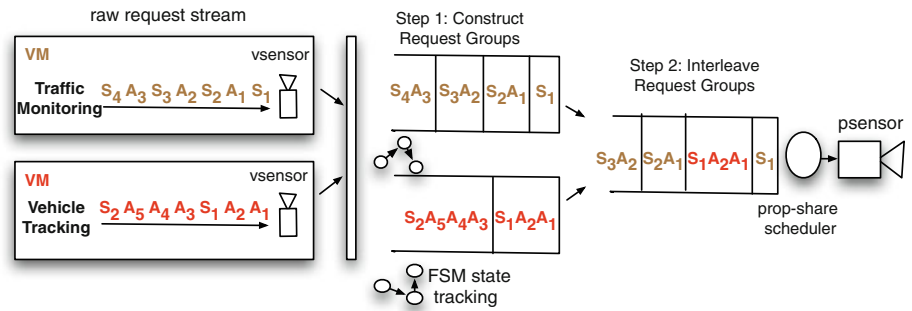 raw request stream
VM
vsensor
Traffic
Monitoring
S4 A3 S3 A2 S2 A1 S1
VM
vsensor
Vehicle
Tracking
S2 A5 A4 A3 S1 A2 A1
Step 1: Construct
Request Groups
S4A3 S3A2 S2A1 S1
S2A5A4A3 S1A2A1
FSM state
tracking
Step 2: Interleave
Request Groups
S3A2 S2A1 S1A2A1 S1
psensor
prop-share
scheduler